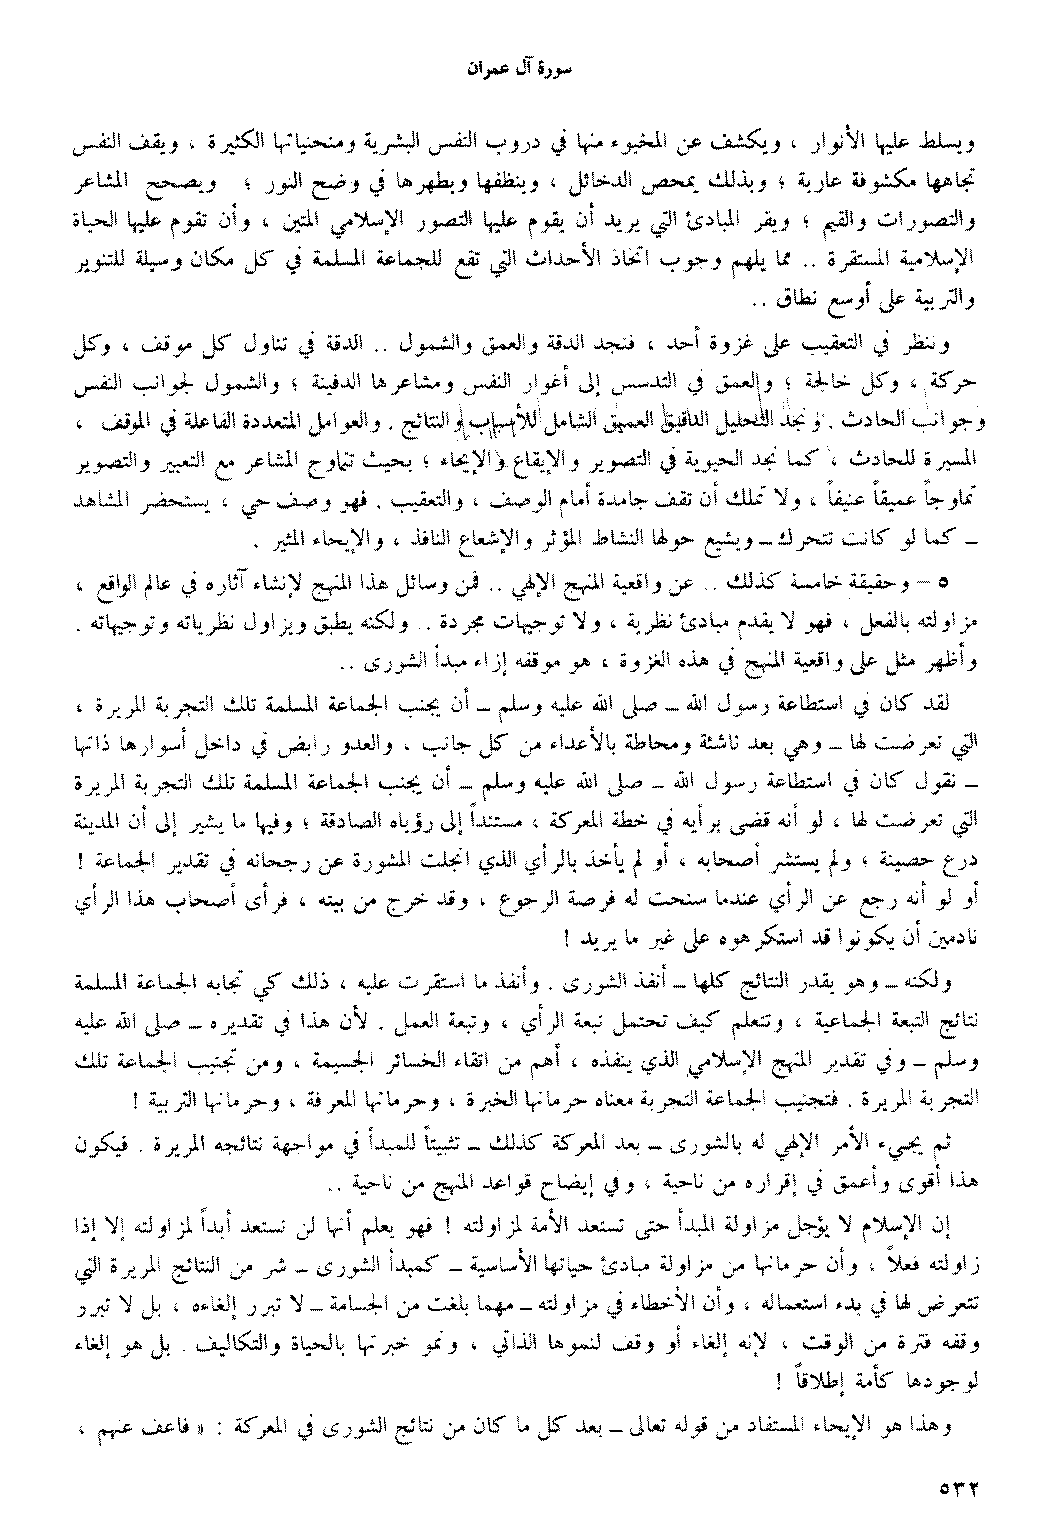 سورة آل عمران
ويسلط عليها الأنوار ، ويكشف عن المخبوء منها في دروب النفس البشرية ومنحنياتها الكثيرة ، ويقف النفس
تجاهها مكشوفة عارية ؛ وبذلك يمحص الدخائل ، وينظفها ويطهرها في وضح النور ؛ ويصحح المشاعر
والتصورات والقيم ؛ ويقر المبادئ التي يريد أن يقوم عليها التصور الإسلامي المتين ، وأن تقوم عليها الحياة
الإسلامية المستقرة .. مما يلهم وجوب اتخاذ الأحداث التي تقع للجماعة المسلمة في كل مكان وسيلة للتنوير
والتربية على أوسع نطاق ..
وننظر في التعقيب على غزوة أحد ، فنجد الدقة والعمق والشمول .. الدقة في تناول كل موقف ، وكل
حركة ، وكل خالجة ؛ والعمق في التدسس إلى أغوار النفس ومشاعرها الدفينة ؛ والشمول لجوانب النفس
وجوانب الحادث . ونجد التحليل الدقيق العميق الشامل للأسباب والنتائج . والعوامل المتعددة الفاعلة في الموقف ،
المسيرة للحادث ، كما نجد الحيوية في التصوير والإيقاع والإيحاء ؛ بحيث تتماوج المشاعر مع التعبير والتصوير
تماوجاً عميقاً عنيفاً ، ولا تملك أن تقف جامدة أمام الوصف ، والتعقيب . فهو وصف حي ، يستحضر المشاهد
– كما لو كانت تتحرك – ويشيع حولها النشاط المؤثر والإشعاع النافذ ، والإيحاء المثير .
٥ – وحقيقة خامسة كذلك .. عن واقعية المنهج الإلهي .. فمن وسائل هذا المنهج لإنشاء آثاره في عالم الواقع ،
مزاولته بالفعل ، فهو لا يقدم مبادئ نظرية ، ولا توجيهات مجردة .. ولكنه يطبق ويزاول نظرياته وتوجيهاته .
وأظهر مثل على واقعية المنهج في هذه الغزوة ، هو موقفه إزاء مبدأ الشورى ..
لقد كان في استطاعة رسول الله – صلى الله عليه وسلم – أن يجنب الجماعة المسلمة تلك التجربة المريرة ،
التي تعرضت لها – وهي بعد ناشئة ومحاطة بالأعداء من كل جانب ، والعدو رابض في داخل أسوارها ذاتها
– نقول كان في استطاعة رسول الله – صلى الله عليه وسلم – أن يجنب الجماعة المسلمة تلك التجربة المريرة
التي تعرضت لها ، لو أنه قضى برأيه في خطة المعركة ، مستنداً إلى رؤياه الصادقة ؛ وفيها ما يشير إلى أن المدينة
درع حصينة ؛ ولم يستشر أصحابه ، أو لم يأخذ بالرأي الذي انجلت المشورة عن رجحانه في تقدير الجماعة !
أو لو أنه رجع عن الرأي عندما سنحت له فرصة الرجوع ، وقد خرج من بيته ، فرأى أصحاب هذا الرأي
نادمين أن يكونوا قد استكرهوه على غير ما يريد !
ولكنه – وهو يقدر النتائج كلها – أنفذ الشورى . وأنفذ ما استقرت عليه ، ذلك كي تجابه الجماعة المسلمة
نتائج التبعة الجماعية ، وتتعلم كيف تحتمل تبعة الرأي ، وتبعة العمل . لأن هذا في تقديره – صلى الله عليه
وسلم – وفي تقدير المنهج الإسلامي الذي ينفذه ، أهم من اتقاء الخسائر الجسيمة ، ومن تجنيب الجماعة تلك
التجربة المريرة . فتجنيب الجماعة التجربة معناه حرمانها الخبرة ، وحرمانها المعرفة ، وحرمانها التربية !
ثم يجيء الأمر الإلهي له بالشورى – بعد المعركة كذلك – تثبيتاً للمبدأ في مواجهة نتائجه المريرة . فيكون
هذا أقوى وأعمق في إقراره من ناحية ، وفي إيضاح قواعد المنهج من ناحية ..
إن الإسلام لا يؤجل مزاولة المبدأ حتى تستعد الأمة لمزاولته ! فهو يعلم أنها لن تستعد أبداً لمزاولته إلا إذا
زاولته فعلاً ، وأن حرمانها من مزاولة مبادئ حياتها الأساسية – كمبدأ الشورى – شر من النتائج المريرة التي
تتعرض لها في بدء استعماله ، وأن الأخطاء في مزاولته – مهما بلغت من الجسامة – لا تبرر إلغاءه ، بل لا تبرر
وقفه فترة من الوقت ، لإنه إلغاء أو وقف لنموها الذاتي ، ونمو خبرتها بالحياة والتكاليف . بل هو إلغاء
لوجودها كأمة إطلاقاً !
وهذا هو الإيحاء المستفاد من قوله تعالى – بعد كل ما كان من نتائج الشورى في المعركة : « فاعف عنهم ،
٥٣٢